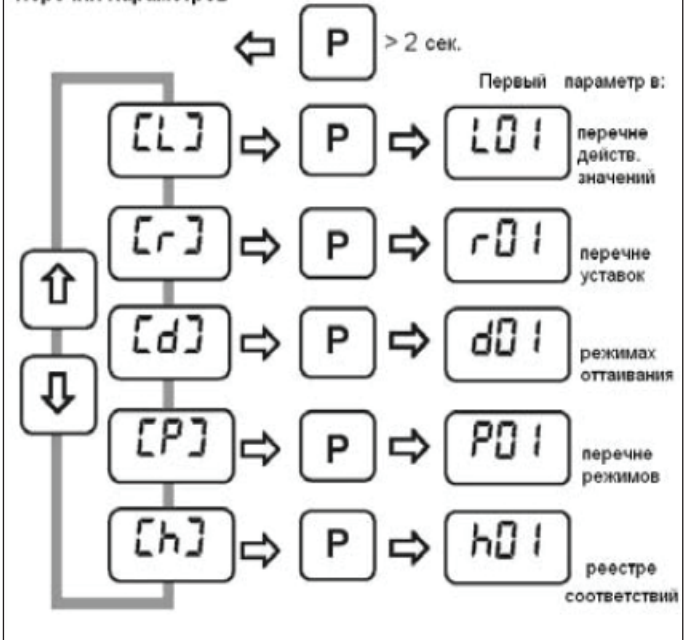 P > 2 сек.
Первый параметр в:
[L] P L01 перечне
действ.
значений
[r] P r01 перечне
уставок
[d] P d01 режимах
оттаивания
[P] P P01 перечне
режимов
[h] P h01 реестре
соответствий